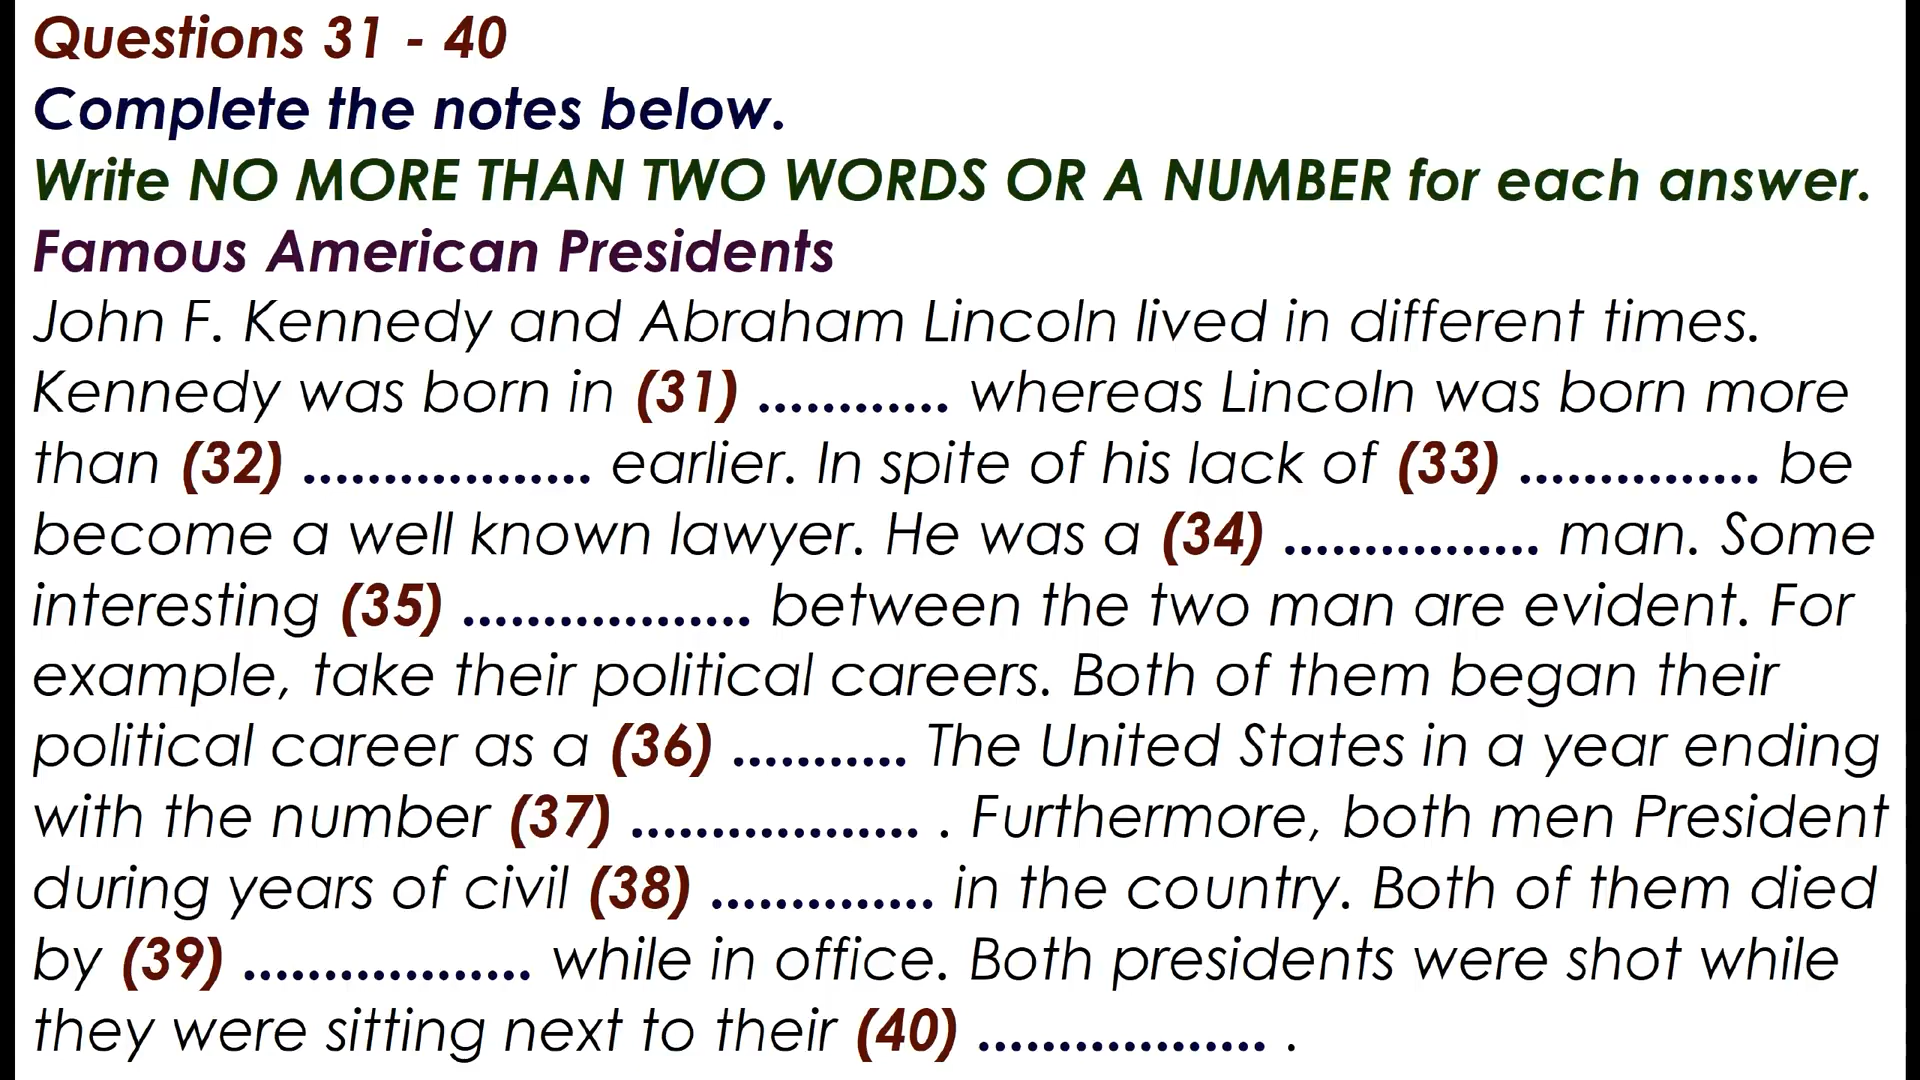 Questions 31 - 40
Complete the notes below.
Write NO MORE THAN TWO WORDS OR A NUMBER for each answer.
Famous American Presidents
John F. Kennedy and Abraham Lincoln lived in different times.
Kennedy was born in (31) ............ whereas Lincoln was born more
than (32) .................. earlier. In spite of his lack of (33) ............... be
become a well known lawyer. He was a (34) ................ man. Some
interesting (35) .................. between the two man are evident. For
example, take their political careers. Both of them began their
political career as a (36) ........... The United States in a year ending
with the number (37) .................. . Furthermore, both men President
during years of civil (38) .............. in the country. Both of them died
by (39) .................. while in office. Both presidents were shot while
they were sitting next to their (40) .................. .